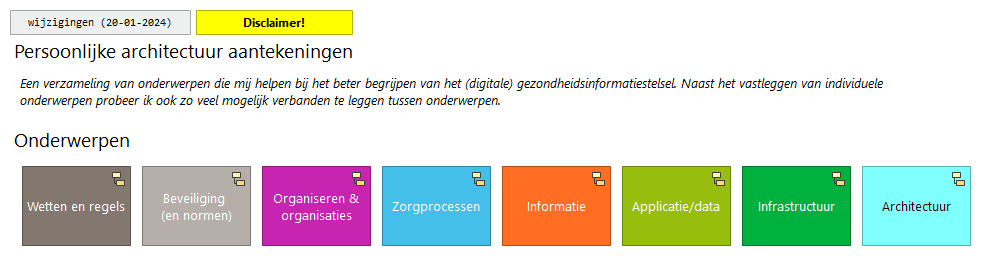 wijzigingen (20-01-2024)
Disclaimer!
Persoonlijke architectuur aantekeningen
Een verzameling van onderwerpen die mij helpen bij het beter begrijpen van het (digitale) gezondheidsinformatiestelsel. Naast het vastleggen van individuele
onderwerpen probeer ik ook zo veel mogelijk verbanden te leggen tussen onderwerpen.
Onderwerpen
Wetten en regels
Beveiliging
(en normen)
Organiseren &
organisaties
Zorgprocessen
Informatie
Applicatie/data
Infrastructuur
Architectuur